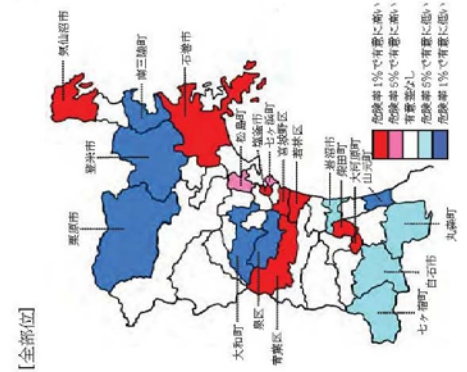 [全部位]
気仙沼市
南三陸町
石巻市
登米市
栗原市
松島町
塩釜市
七ヶ浜町
宮城野区
若林区
大和町
泉区
青葉区
岩沼市
柴田町
大河原町
山元町
丸森町
白石市
七ヶ宿町
危険率1%で有意に高い
危険率5%で有意に高い
有意差なし
危険率5%で有意に低い
危険率1%で有意に低い